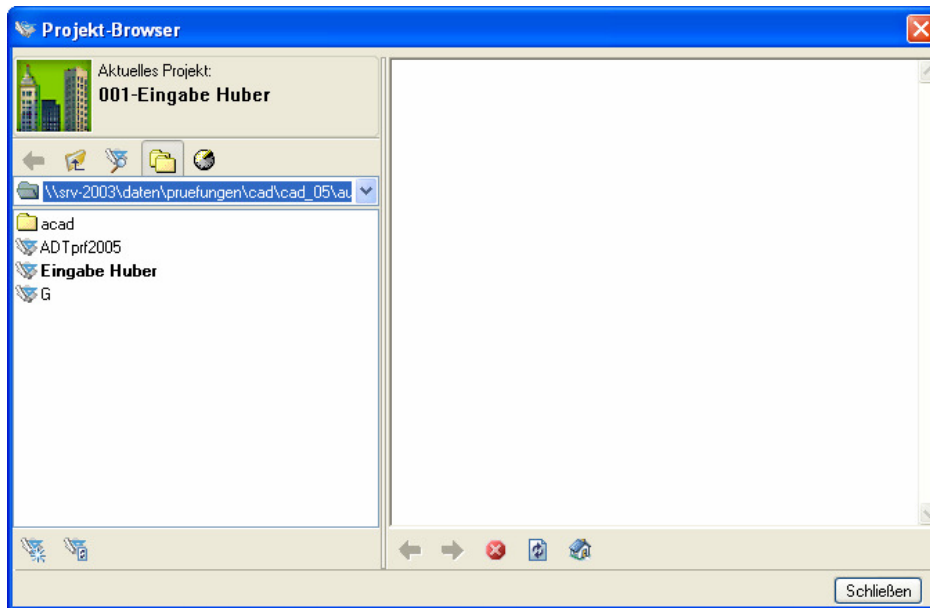 Projekt-Browser
Aktuelles Projekt:
001-Eingabe Huber
\\srv-2003\daten\pruefungen\cad\cad_05\au
acad
ADTprf2005
Eingabe Huber
G
Schließen